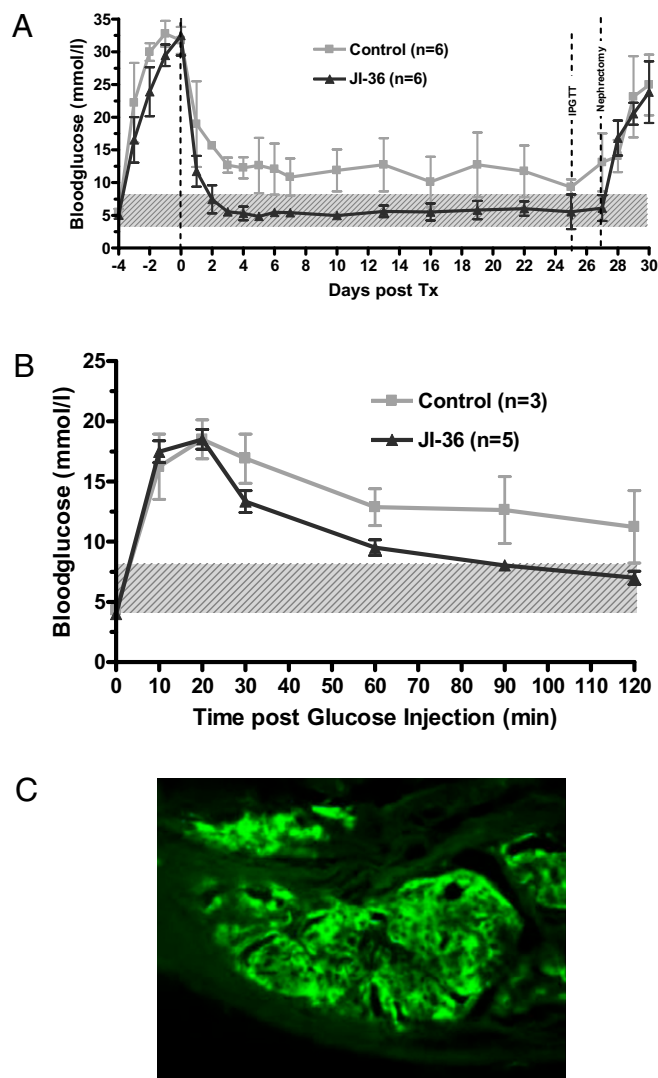 A
Bloodglucose (mmol/l)
35
30
25
20
15
10
5
0
Control (n=6)
JI-36 (n=6)
IPGTT
Nephrectomy
-4 -2 0 2 4 6 8 10 12 14 16 18 20 22 24 26 28 30
Days post Tx
B
Bloodglucose (mmol/l)
25
20
15
10
5
0
Control (n=3)
JI-36 (n=5)
0 10 20 30 40 50 60 70 80 90 100 110 120
Time post Glucose Injection (min)
C